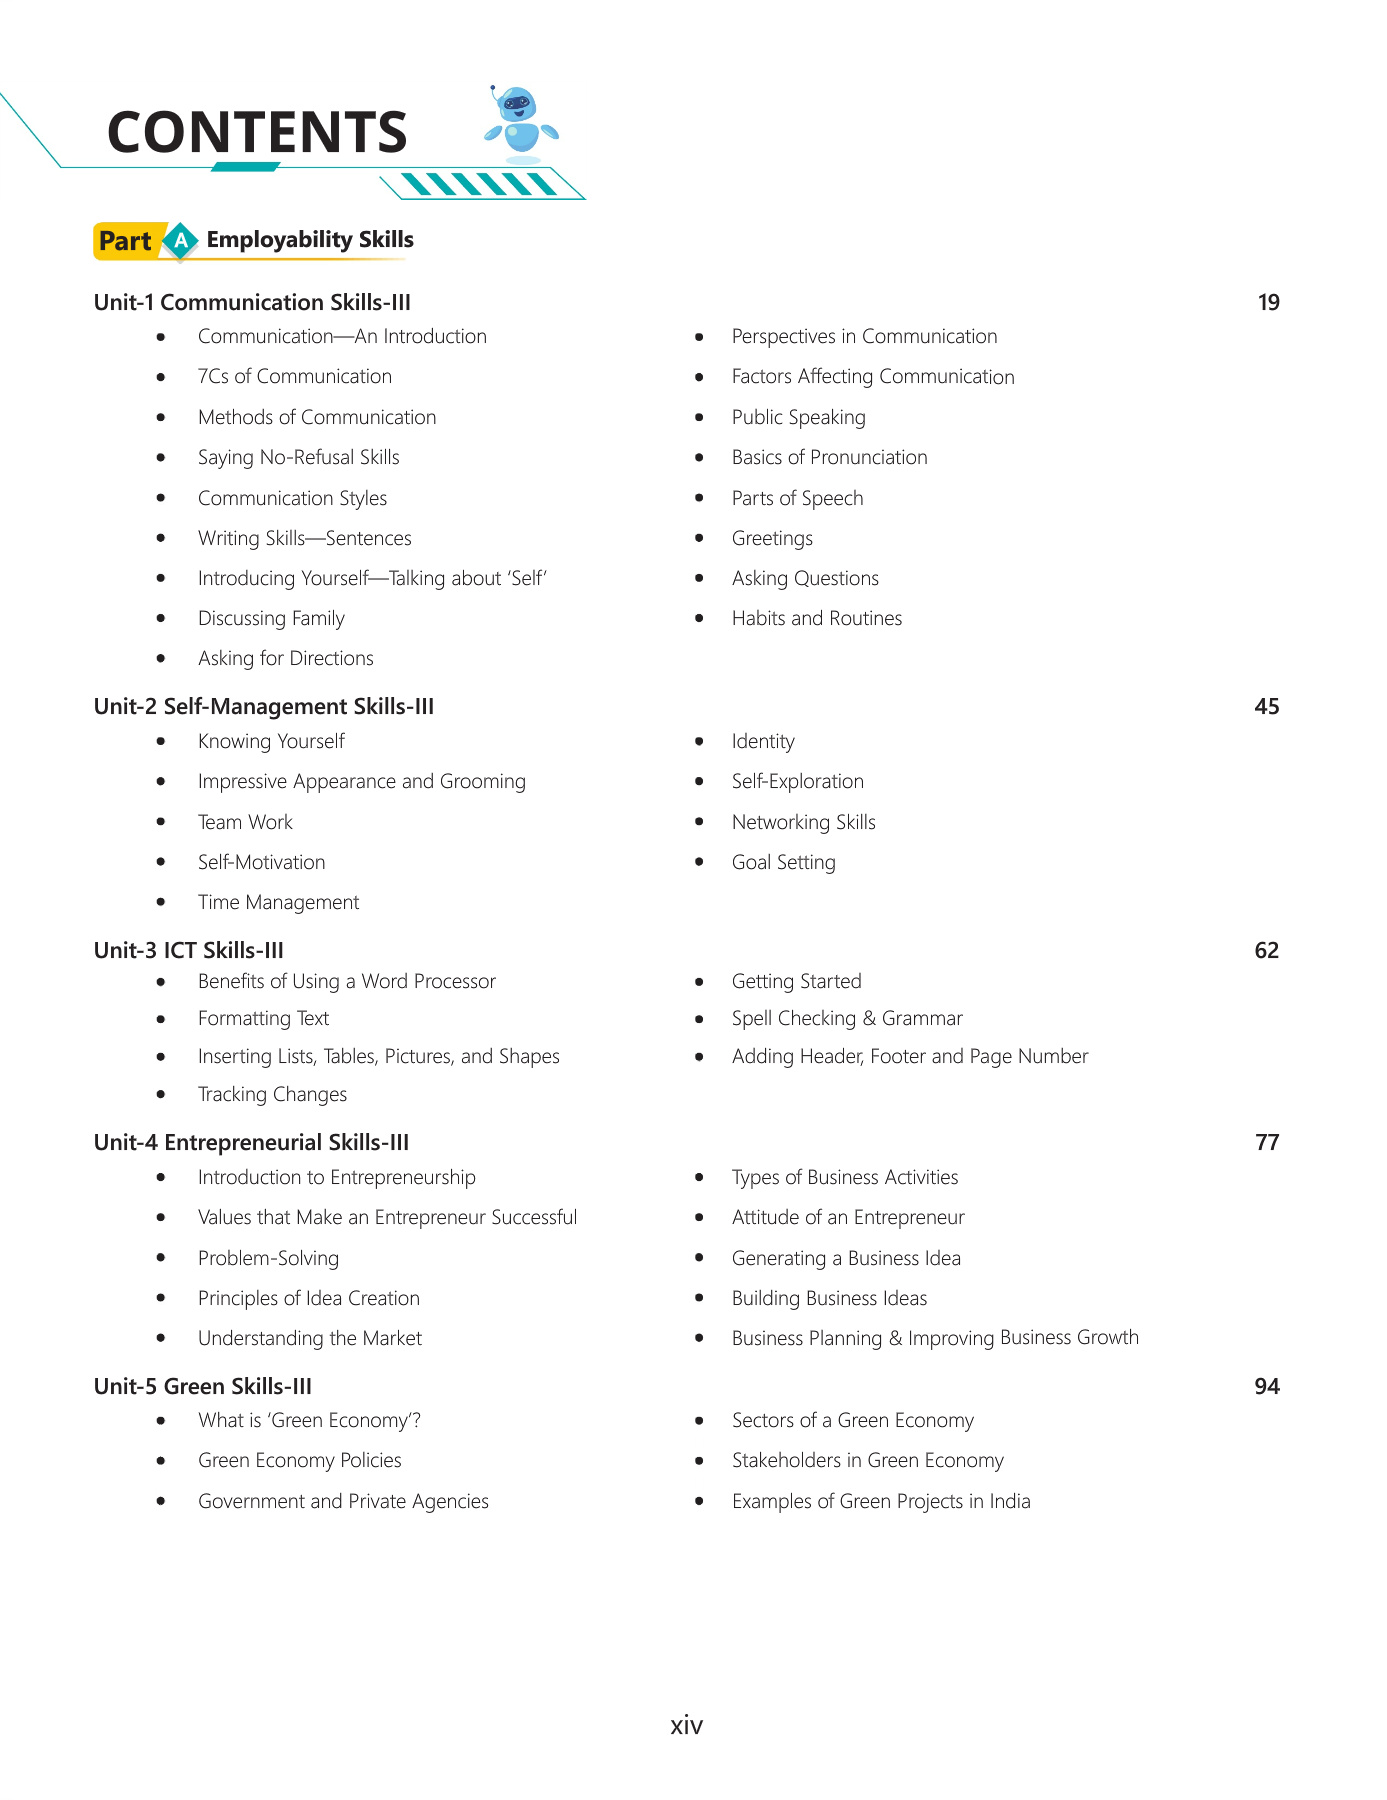 CONTENTS
Part A Employability Skills
Unit-1 Communication Skills-III 19
• Communication—An Introduction • Perspectives in Communication
• 7Cs of Communication • Factors Affecting Communication
• Methods of Communication • Public Speaking
• Saying No-Refusal Skills • Basics of Pronunciation
• Communication Styles • Parts of Speech
• Writing Skills—Sentences • Greetings
• Introducing Yourself—Talking about ‘Self’ • Asking Questions
• Discussing Family • Habits and Routines
• Asking for Directions
Unit-2 Self-Management Skills-III 45
• Knowing Yourself • Identity
• Impressive Appearance and Grooming • Self-Exploration
• Team Work • Networking Skills
• Self-Motivation • Goal Setting
• Time Management
Unit-3 ICT Skills-III 62
• Benefits of Using a Word Processor • Getting Started
• Formatting Text • Spell Checking & Grammar
• Inserting Lists, Tables, Pictures, and Shapes • Adding Header, Footer and Page Number
• Tracking Changes
Unit-4 Entrepreneurial Skills-III 77
• Introduction to Entrepreneurship • Types of Business Activities
• Values that Make an Entrepreneur Successful • Attitude of an Entrepreneur
• Problem-Solving • Generating a Business Idea
• Principles of Idea Creation • Building Business Ideas
• Understanding the Market • Business Planning & Improving Business Growth
Unit-5 Green Skills-III 94
• What is ‘Green Economy’? • Sectors of a Green Economy
• Green Economy Policies • Stakeholders in Green Economy
• Government and Private Agencies • Examples of Green Projects in India
xiv